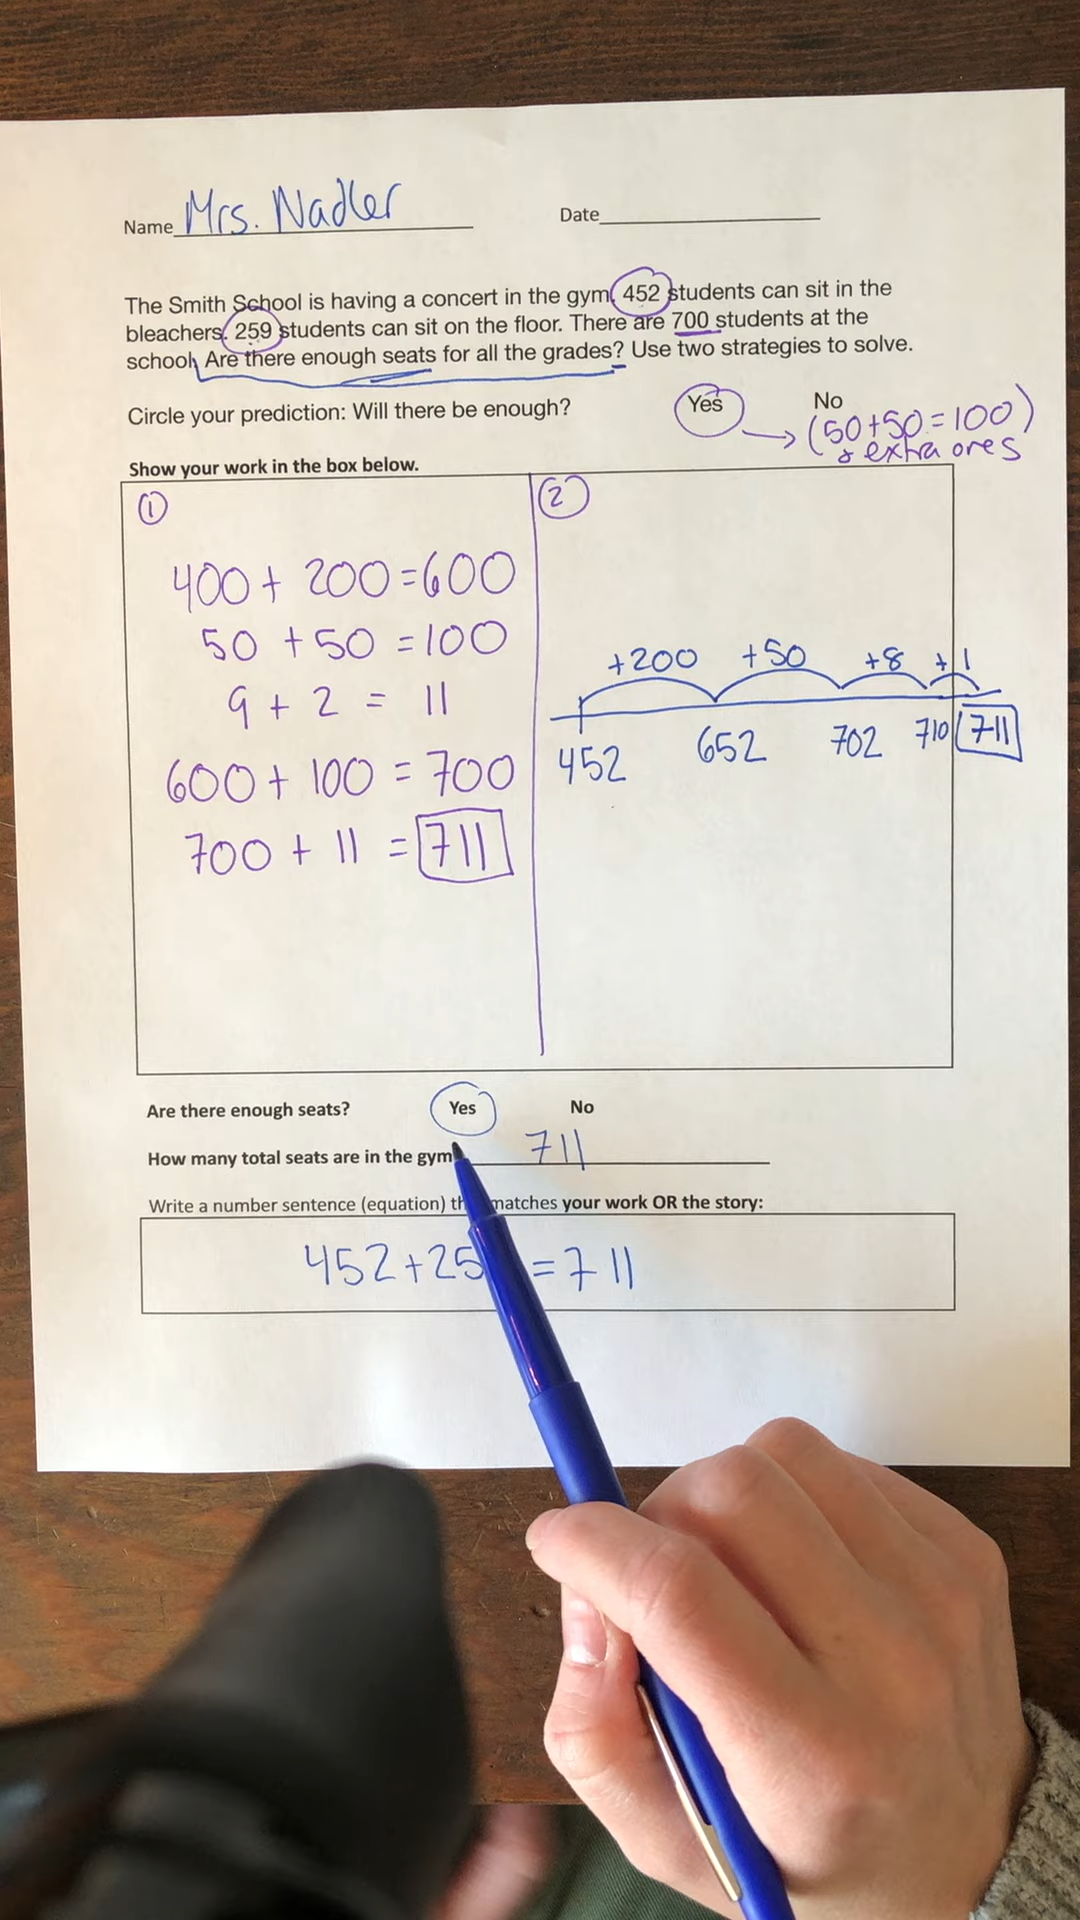 Name Mrs. Nadler Date
The Smith School is having a concert in the gym. 452 students can sit in the
bleachers. 259 students can sit on the floor. There are 700 students at the
school. Are there enough seats for all the grades? Use two strategies to solve.
Circle your prediction: Will there be enough? Yes No
(50+50=100)
& extra ones
Show your work in the box below.
1
400 + 200=600
50 + 50 = 100
9 + 2 = 11
600 + 100 = 700
700 + 11 = 711
2
+200 +50 +8 +1
452 652 702 710 711
Are there enough seats? Yes No
How many total seats are in the gym 711
Write a number sentence (equation) matches your work OR the story:
452+25 =711